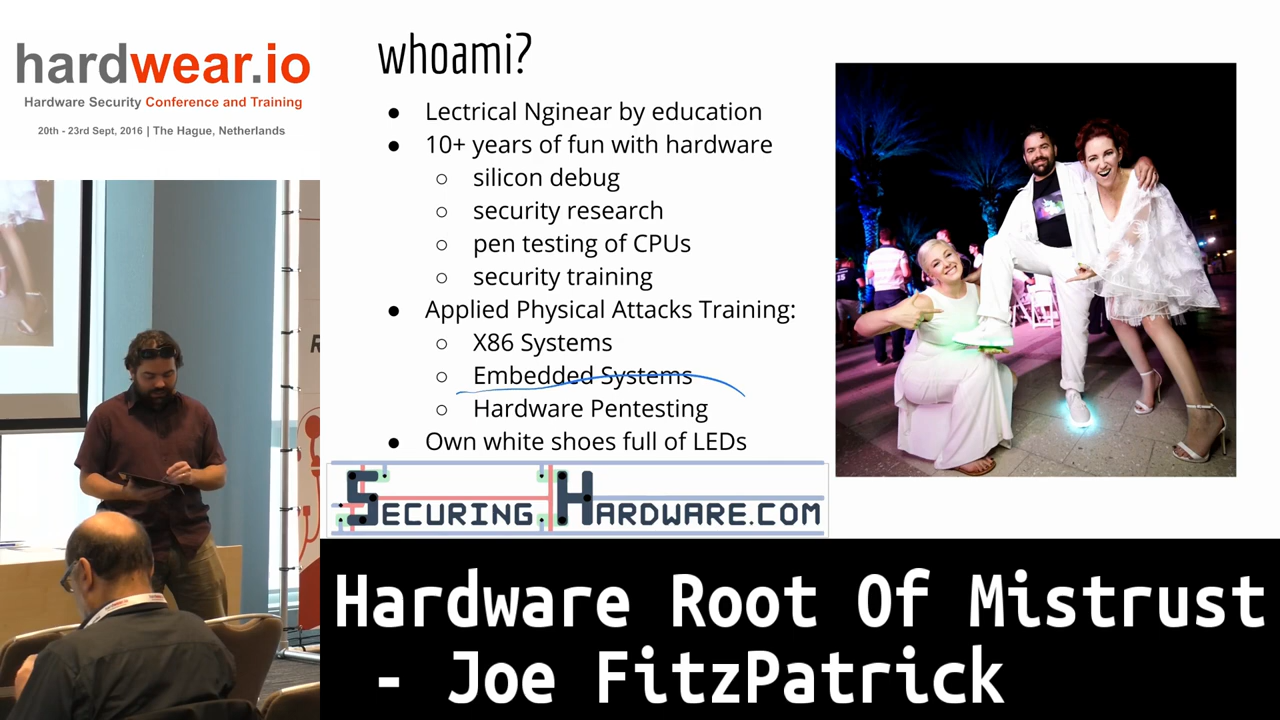 hardwear.io
Hardware Security Conference and Training
20th - 23rd Sept, 2016 | The Hague, Netherlands
whoami?
● Lectrical Nginear by education
● 10+ years of fun with hardware
○ silicon debug
○ security research
○ pen testing of CPUs
○ security training
● Applied Physical Attacks Training:
○ X86 Systems
○ Embedded Systems
○ Hardware Pentesting
● Own white shoes full of LEDs
SECURING HARDWARE.COM
Hardware Root Of Mistrust
- Joe FitzPatrick